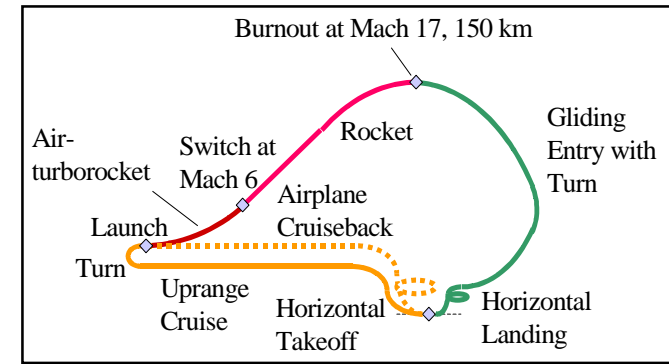 Burnout at Mach 17, 150 km
Air-
turborocket
Switch at
Mach 6
Rocket
Gliding
Entry with
Turn
Airplane
Cruiseback
Launch
Turn
Uprange
Cruise
Horizontal
Takeoff
Horizontal
Landing